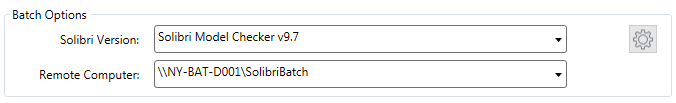 Batch Options
Solibri Version: Solibri Model Checker v9.7
Remote Computer: \\NY-BAT-D001\SolibriBatch